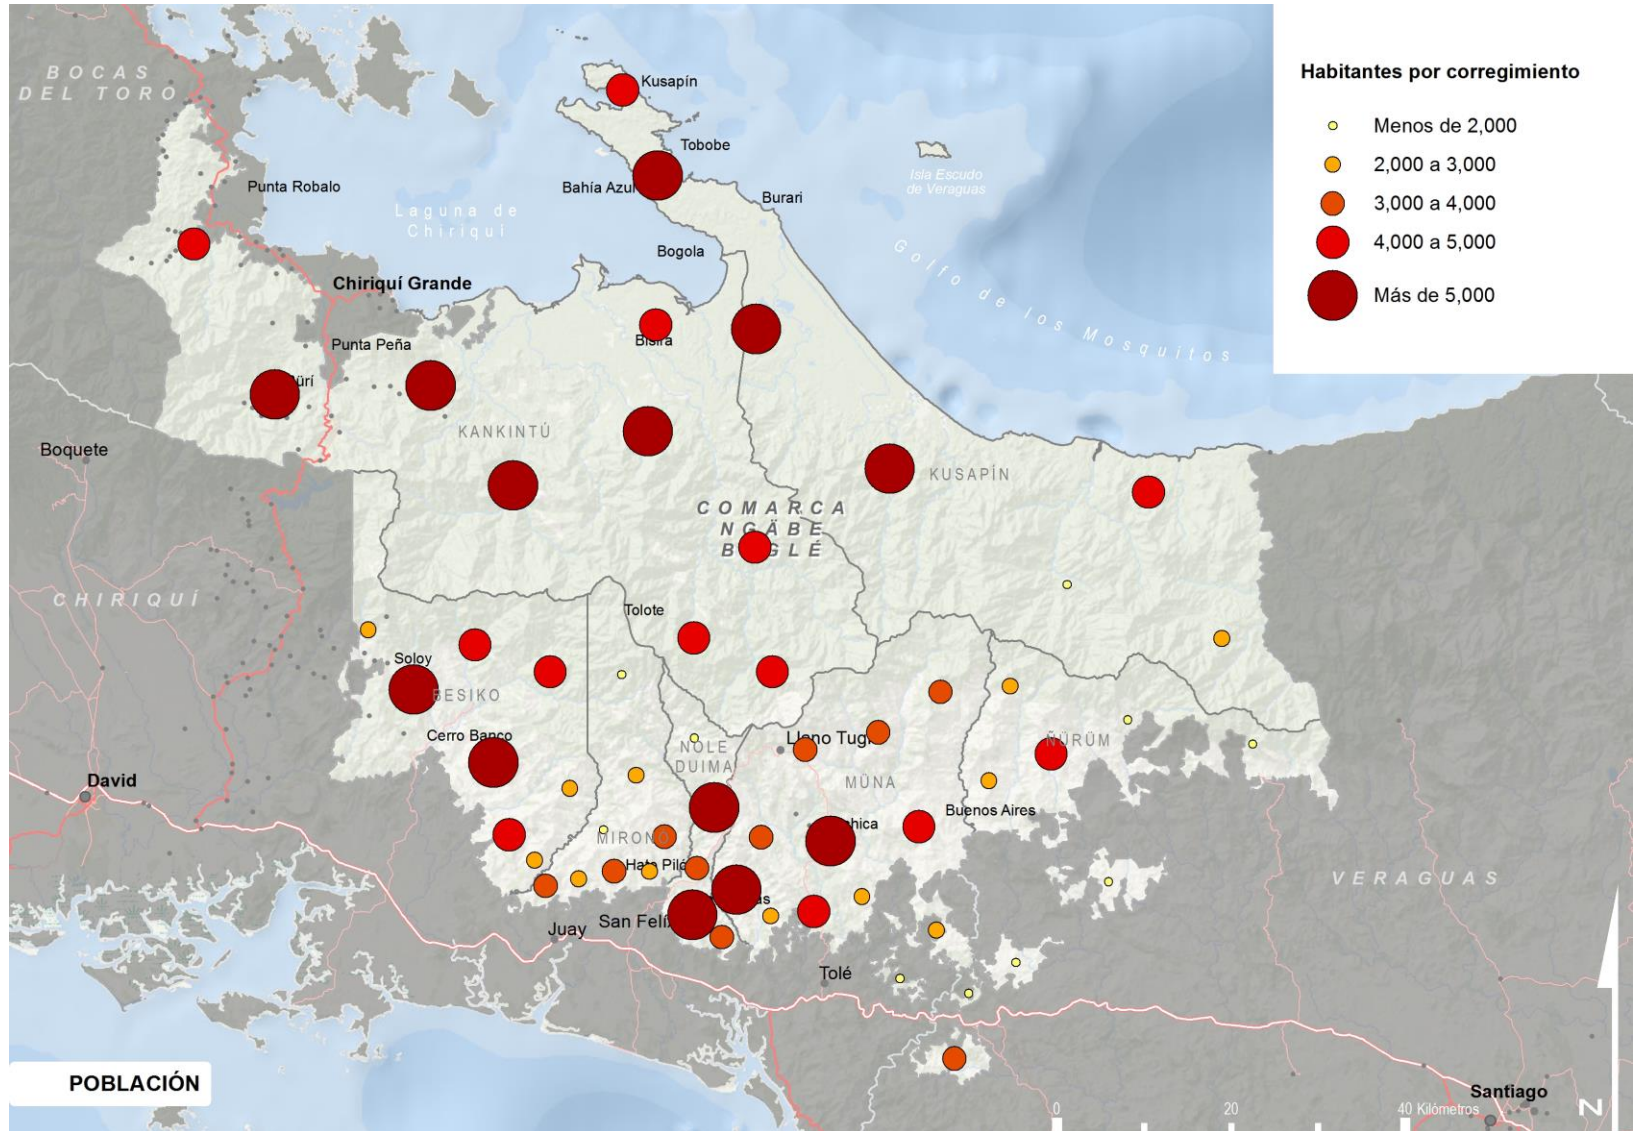 BOCAS
DEL TORO
Kusapín
Tobobe
Punta Robalo
Bahía Azul
Burari
Isla Escudo
de Veraguas
Laguna de
Chiriquí
Bogola
Golfo de los Mosquitos
Chiriquí Grande
Punta Peña
Bisira
KANKINTÚ
Boquete
KUSAPÍN
COMARCA
NGÄBE
BUGLÉ
CHIRIQUÍ
Tolote
Soloy
BESIKO
Cerro Banco
NOLE
DUIMA
Llano Tugrí
ÑÜRÜM
MÜNA
David
Buenos Aires
MIRONO
Hato Pilón
VERAGUAS
San Félix
Juay
Tolé
Santiago
Habitantes por corregimiento
Menos de 2,000
2,000 a 3,000
3,000 a 4,000
4,000 a 5,000
Más de 5,000
POBLACIÓN
0 20 40 Kilómetros
N